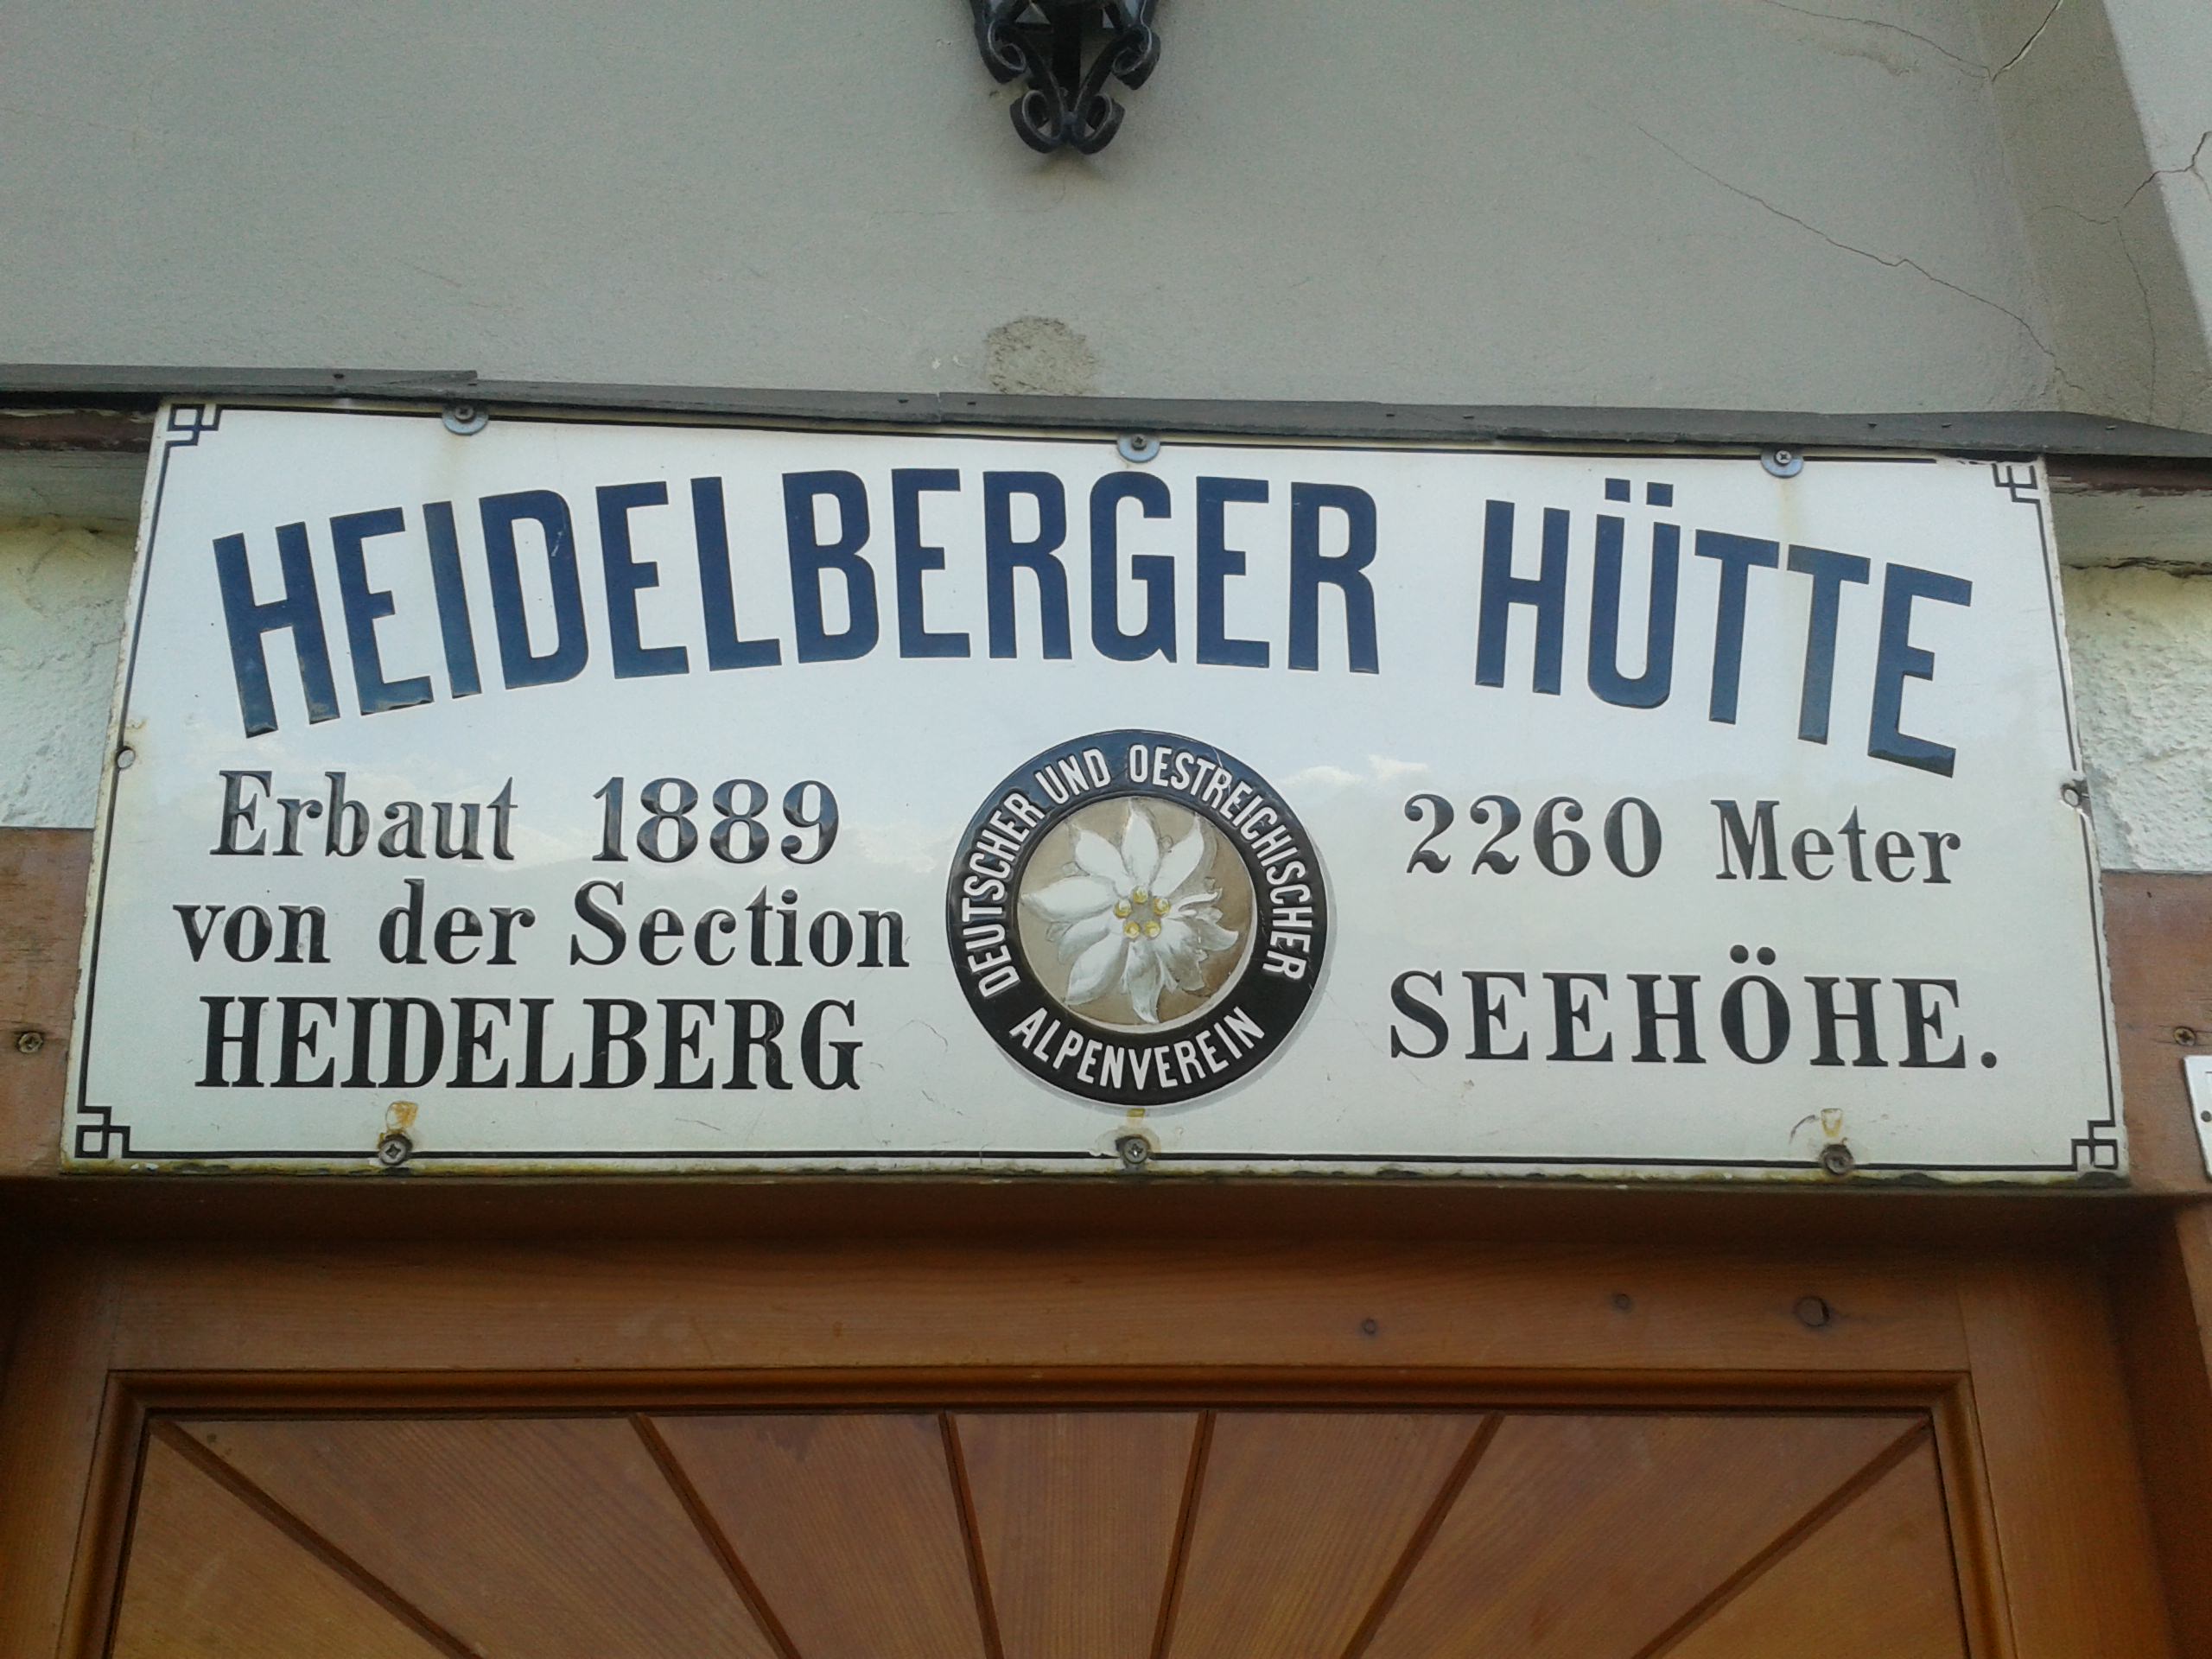 HEIDELBERGER HÜTTE
Erbaut 1889
von der Section
HEIDELBERG
DEUTSCHER UND OESTREICHISCHER
ALPENVEREIN
2260 Meter
SEEHÖHE.